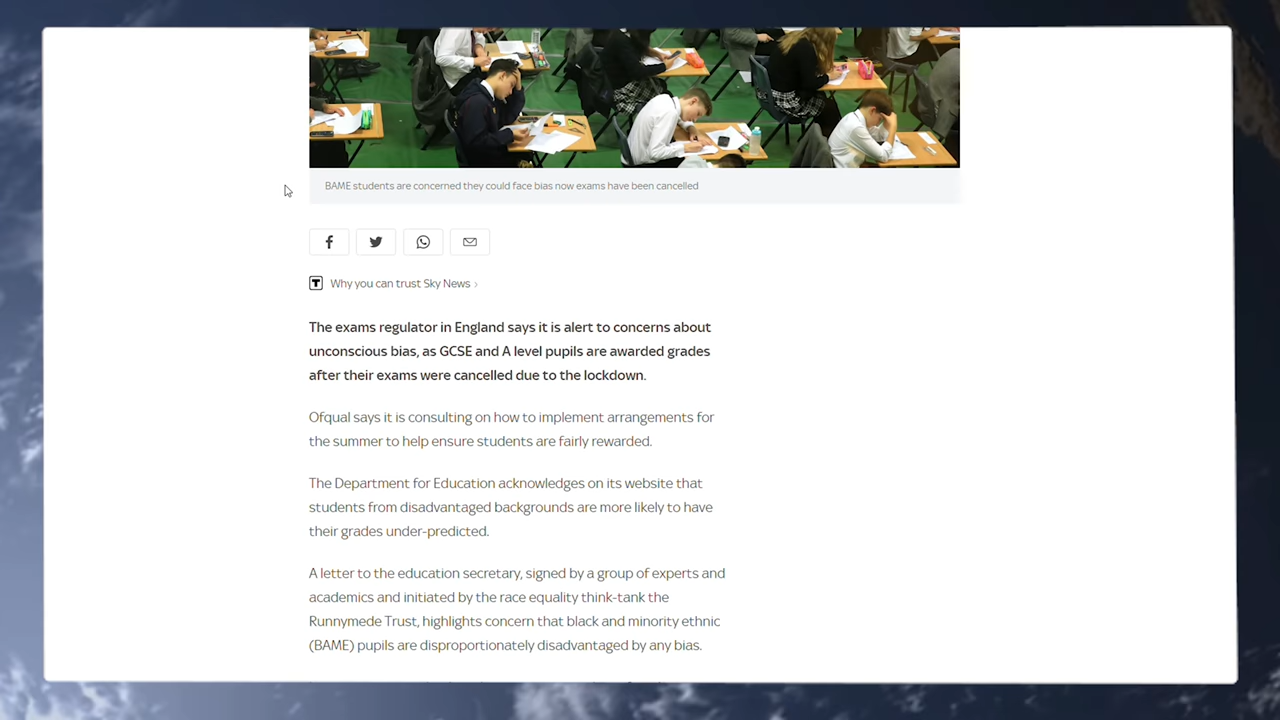 BAME students are concerned they could face bias now exams have been cancelled
Why you can trust Sky News ›
The exams regulator in England says it is alert to concerns about
unconscious bias, as GCSE and A level pupils are awarded grades
after their exams were cancelled due to the lockdown.
Ofqual says it is consulting on how to implement arrangements for
the summer to help ensure students are fairly rewarded.
The Department for Education acknowledges on its website that
students from disadvantaged backgrounds are more likely to have
their grades under-predicted.
A letter to the education secretary, signed by a group of experts and
academics and initiated by the race equality think-tank the
Runnymede Trust, highlights concern that black and minority ethnic
(BAME) pupils are disproportionately disadvantaged by any bias.